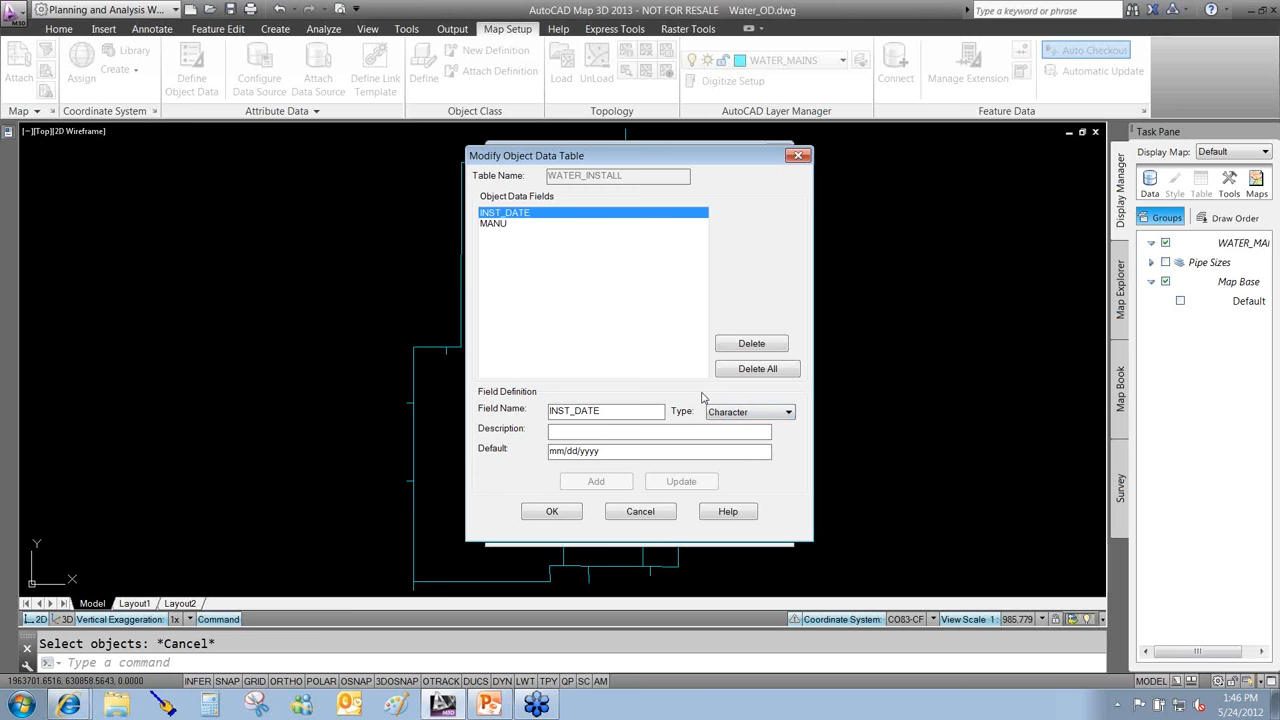 Planning and Analysis W...
AutoCAD Map 3D 2013 - NOT FOR RESALE Water_OD.dwg
Type a keyword or phrase
Home Insert Annotate Feature Edit Create Analyze View Tools Output Map Setup Help Express Tools Raster Tools
Attach
Assign
Library
Create
Define
Object Data
Configure
Data Source
Attach
Data Source
Define Link
Template
Define
New Definition
Attach Definition
Load
UnLoad
WATER_MAINS
Digitize Setup
Connect
Manage Extension
Auto Checkout
Automatic Update
Map Coordinate System Attribute Data Object Class Topology AutoCAD Layer Manager Feature Data
[−][Top][2D Wireframe]
Task Pane
Display Map: Default
Data Style Table Tools Maps
Groups Draw Order
WATER_MAI
Pipe Sizes
Map Base
Default
Display Manager
Map Explorer
Map Book
Survey
Modify Object Data Table
Table Name: WATER_INSTALL
Object Data Fields
INST_DATE
MANU
Delete
Delete All
Field Definition
Field Name: INST_DATE Type: Character
Description:
Default: mm/dd/yyyy
Add Update
OK Cancel Help
Y
X
Model Layout1 Layout2
2D 3D Vertical Exaggeration: 1x Command Coordinate System: CO83-CF View Scale 1: 985.779
Select objects: *Cancel*
Type a command
1963701.6516, 630858.5643, 0.0000 INFER SNAP GRID ORTHO POLAR OSNAP 3DOSNAP OTRACK DUCS DYN LWT TPY QP SC AM MODEL
1:46 PM
5/24/2012